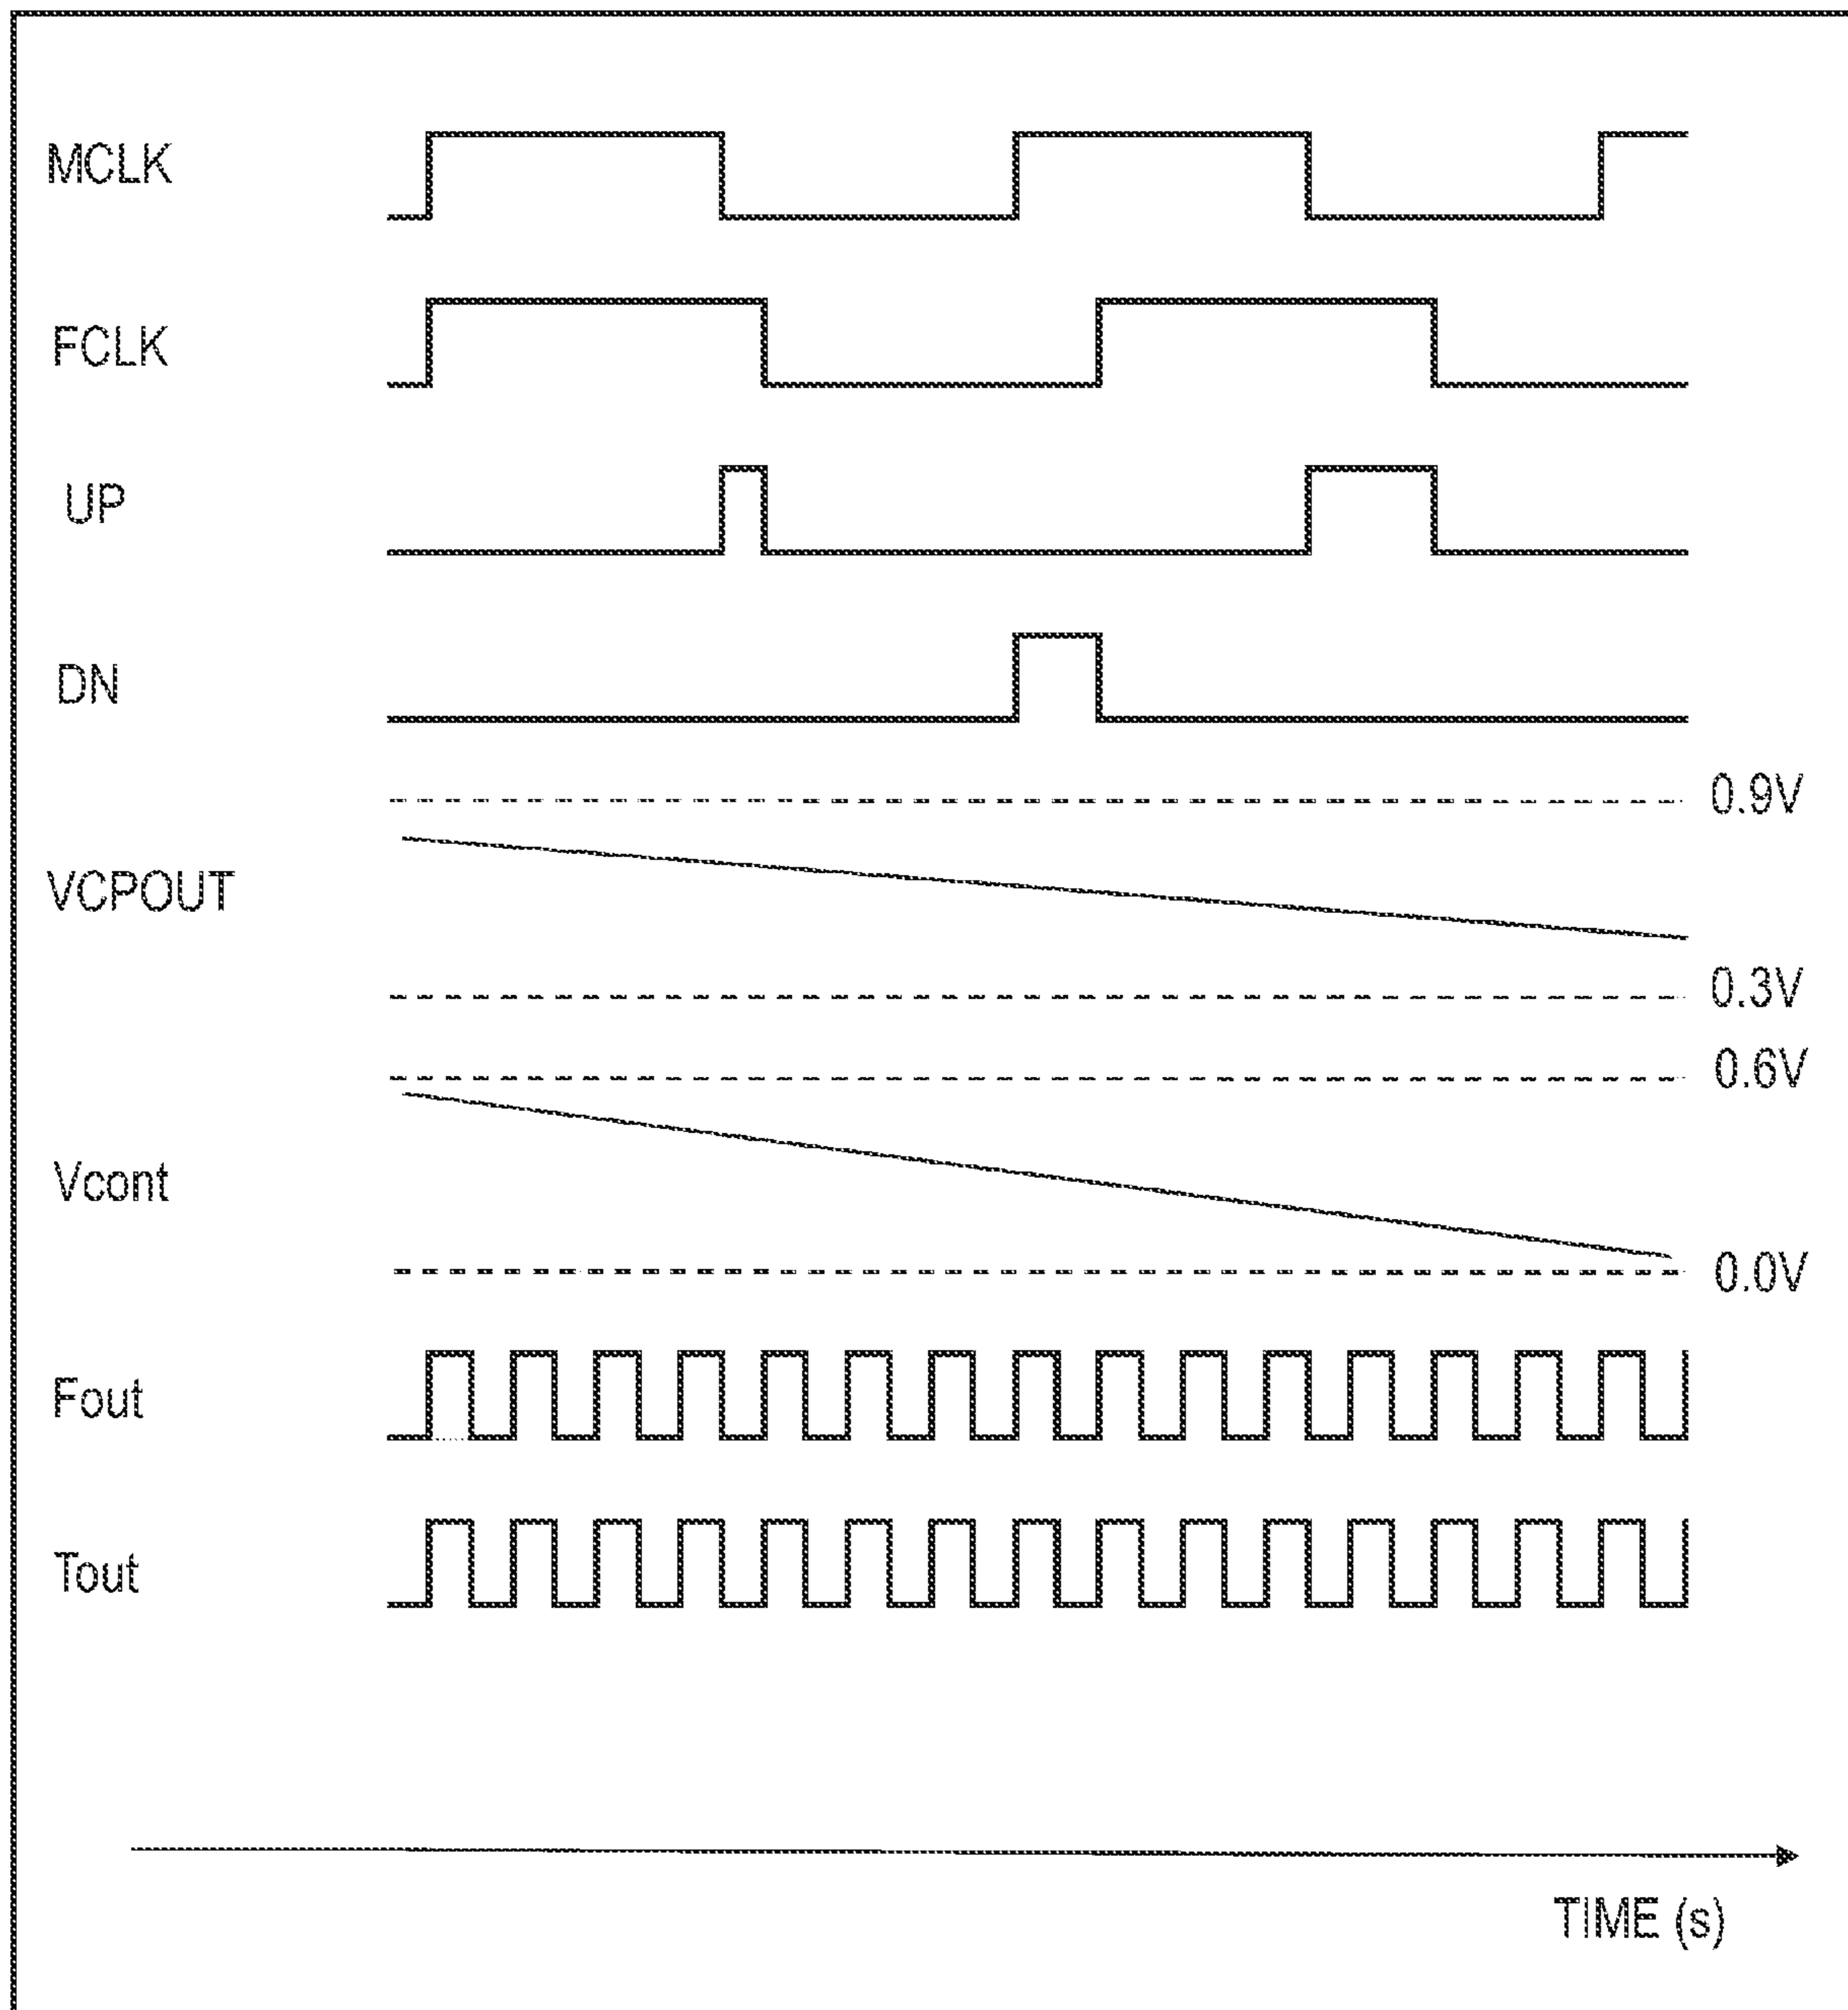 MCLK
FCLK
UP
DN
0.9V
VCPOUT
0.3V
0.6V
Vcont
0.0V
Fout
Tout
TIME (s)